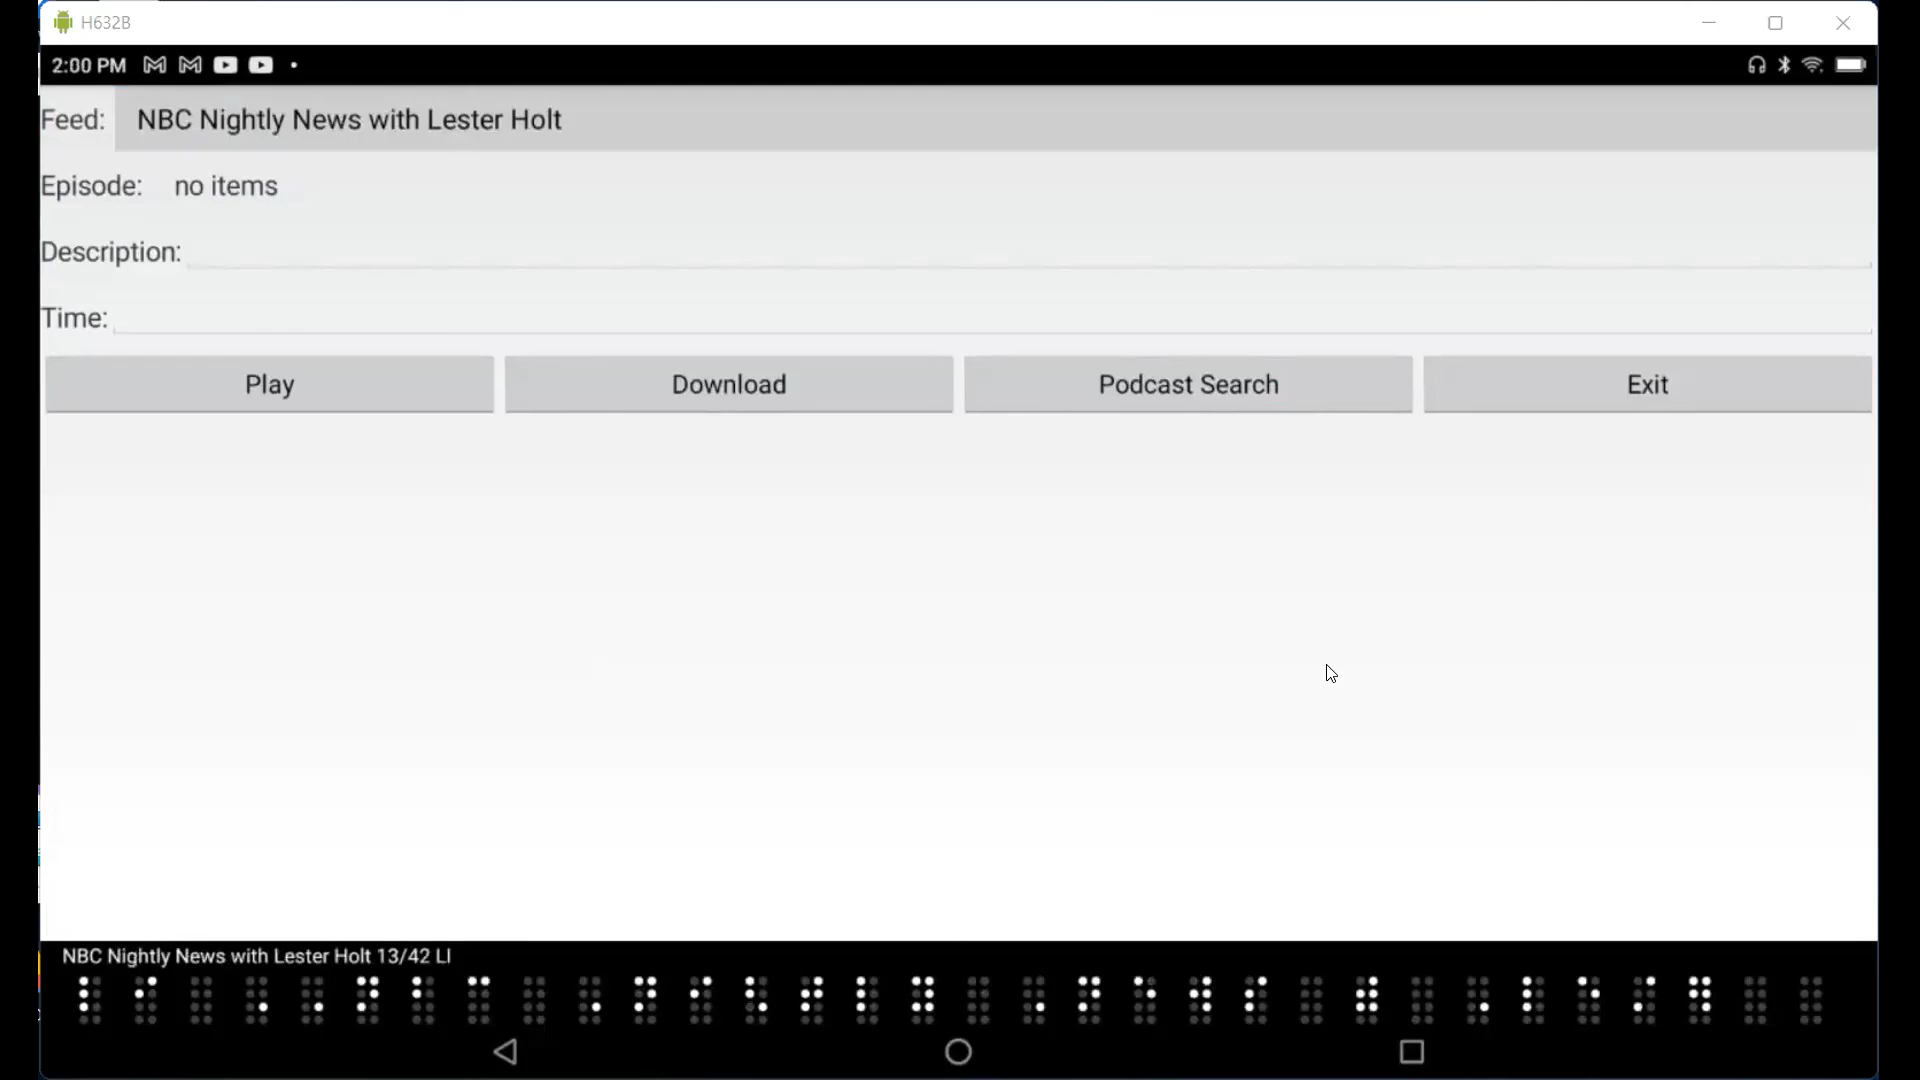 H632B
2:00 PM
Feed: NBC Nightly News with Lester Holt
Episode: no items
Description:
Time:
Play Download Podcast Search Exit
NBC Nightly News with Lester Holt 13/42 LI